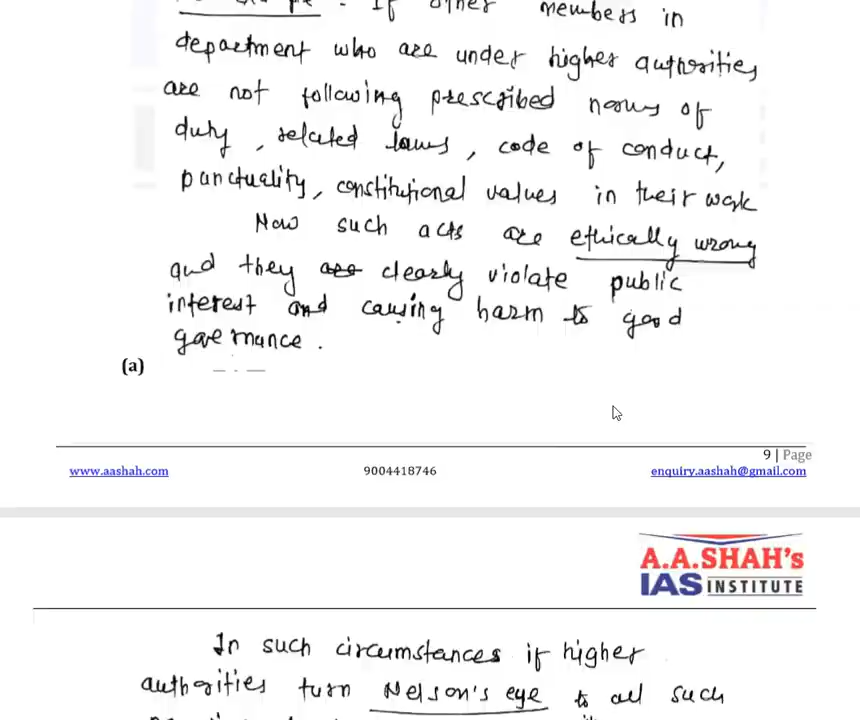 If other members in
department who are under higher authorities
are not following prescribed norms of
duty, related laws, code of conduct,
punctuality, constitutional values in their work
Now such acts are ethically wrong
and they are clearly violate public
interest and causing harm to good
governance.
(a)
9 | Page
www.aashah.com 9004418746 enquiry.aashah@gmail.com
A.A.SHAH's
IAS INSTITUTE
In such circumstances if higher
authorities turn Nelson's eye to all such